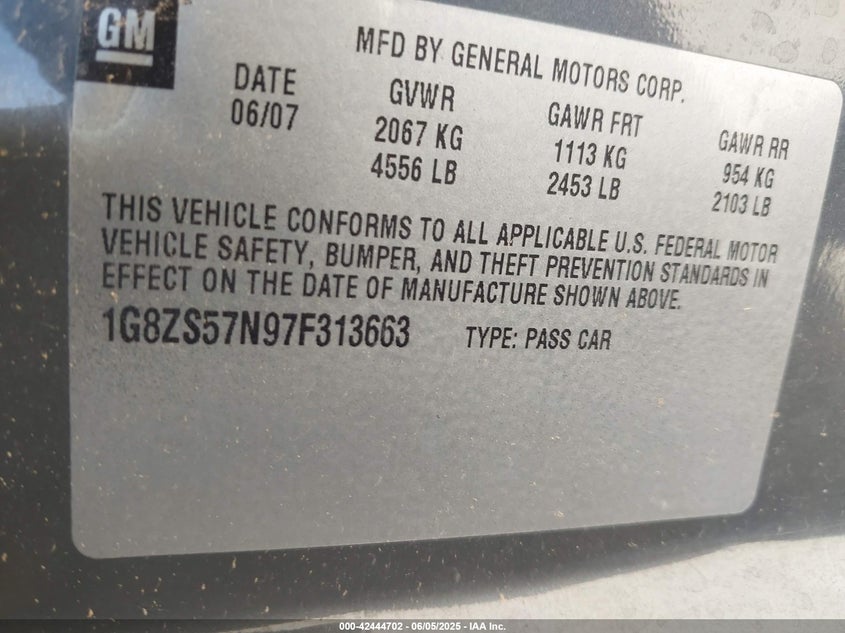 GM
MFD BY GENERAL MOTORS CORP.
DATE GVWR GAWR FRT GAWR RR
06/07 2067 KG 1113 KG 954 KG
4556 LB 2453 LB 2103 LB
THIS VEHICLE CONFORMS TO ALL APPLICABLE U.S. FEDERAL MOTOR
VEHICLE SAFETY, BUMPER, AND THEFT PREVENTION STANDARDS IN
EFFECT ON THE DATE OF MANUFACTURE SHOWN ABOVE.
1G8ZS57N97F313663 TYPE: PASS CAR
000-42444702 - 06/05/2025 - IAA Inc.